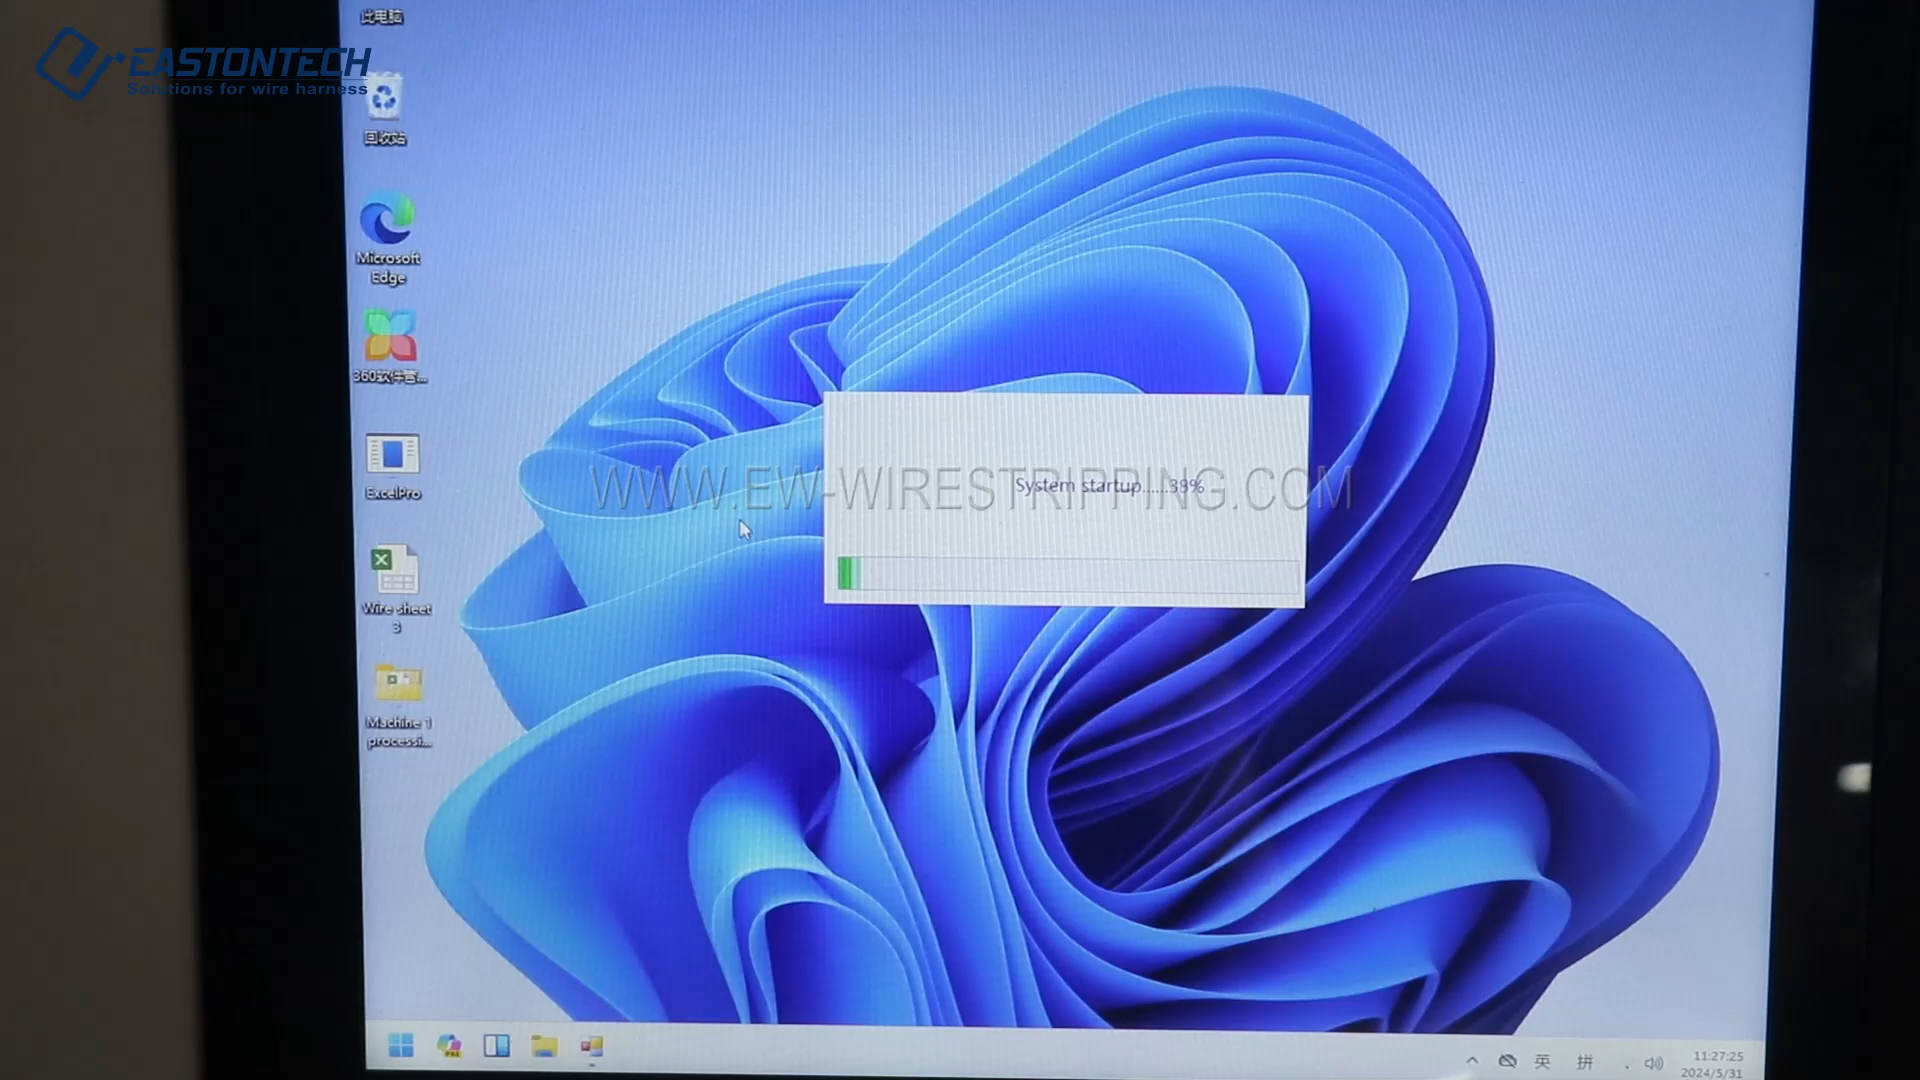 此电脑
EASTONTECH
Solutions for wire harness
回收站
Microsoft
Edge
360软件管...
ExcelPro
Wire sheet
3
Machine 1
processi...
WWW.EW-WIRESTRIPPING.COM
System startup......38%
PRE
英
拼
11:27:25
2024/5/31